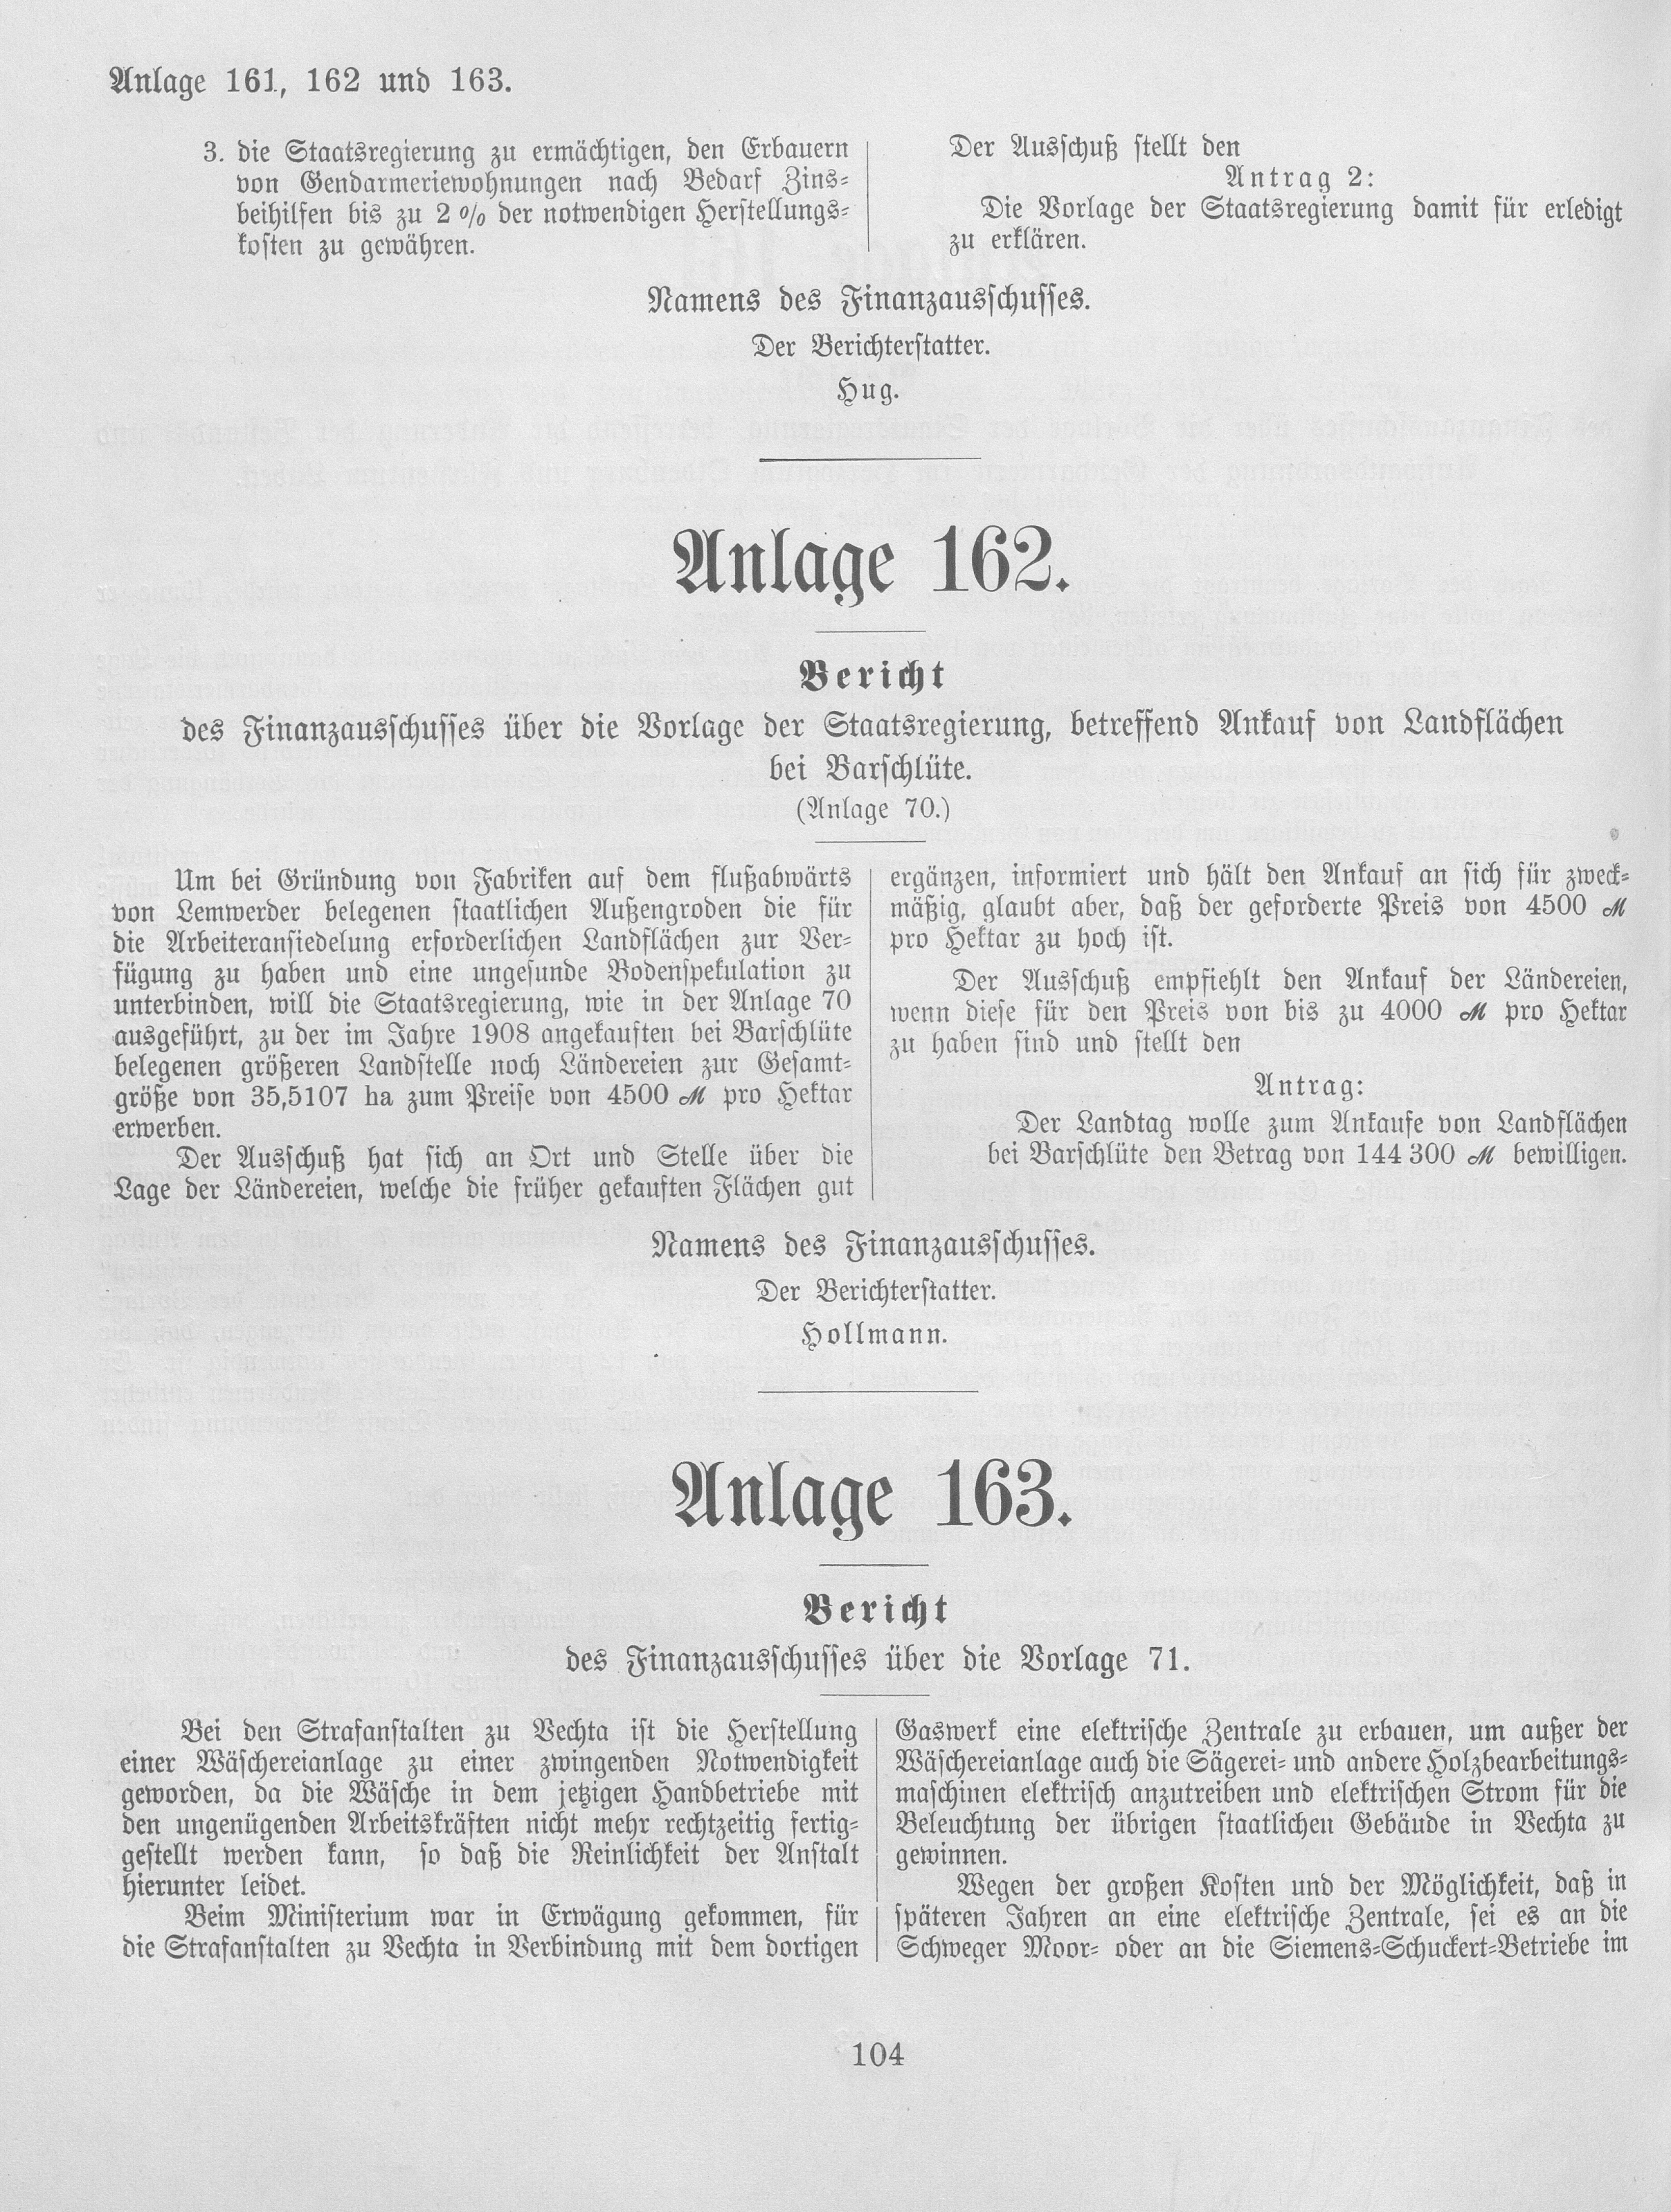 Anlage 161, 162 und 163.
3. die Staatsregierung zu ermächtigen, den Erbauern
von Gendarmeriewohnungen nach Bedarf Zins-
beihilfen bis zu 2 % der notwendigen Herstellungs-
kosten zu gewähren.
Der Ausschuß stellt den
Antrag 2:
Die Vorlage der Staatsregierung damit für erledigt
zu erklären.
Namens des Finanzausschusses.
Der Berichterstatter.
Hug.
Anlage 162.
Bericht
des Finanzausschusses über die Vorlage der Staatsregierung, betreffend Ankauf von Landflächen
bei Barschlüte.
(Anlage 70.)
Um bei Gründung von Fabriken auf dem flußabwärts
von Lemwerder belegenen staatlichen Außengroden die für
die Arbeiteransiedelung erforderlichen Landflächen zur Ver-
fügung zu haben und eine ungesunde Bodenspekulation zu
unterbinden, will die Staatsregierung, wie in der Anlage 70
ausgeführt, zu der im Jahre 1908 angekauften bei Barschlüte
belegenen größeren Landstelle noch Ländereien zur Gesamt-
größe von 35,5107 ha zum Preise von 4500 ℳ pro Hektar
erwerben.
Der Ausschuß hat sich an Ort und Stelle über die
Lage der Ländereien, welche die früher gekauften Flächen gut
ergänzen, informiert und hält den Ankauf an sich für zweck-
mäßig, glaubt aber, daß der geforderte Preis von 4500 ℳ
pro Hektar zu hoch ist.
Der Ausschuß empfiehlt den Ankauf der Ländereien,
wenn diese für den Preis von bis zu 4000 ℳ pro Hektar
zu haben sind und stellt den
Antrag:
Der Landtag wolle zum Ankaufe von Landflächen
bei Barschlüte den Betrag von 144 300 ℳ bewilligen.
Namens des Finanzausschusses.
Der Berichterstatter.
Hollmann.
Anlage 163.
Bericht
des Finanzausschusses über die Vorlage 71.
Bei den Strafanstalten zu Vechta ist die Herstellung
einer Wäschereianlage zu einer zwingenden Notwendigkeit
geworden, da die Wäsche in dem jetzigen Handbetriebe mit
den ungenügenden Arbeitskräften nicht mehr rechtzeitig fertig-
gestellt werden kann, so daß die Reinlichkeit der Anstalt
hierunter leidet.
Beim Ministerium war in Erwägung gekommen, für
die Strafanstalten zu Vechta in Verbindung mit dem dortigen
Gaswerk eine elektrische Zentrale zu erbauen, um außer der
Wäschereianlage auch die Sägerei- und andere Holzbearbeitungs-
maschinen elektrisch anzutreiben und elektrischen Strom für die
Beleuchtung der übrigen staatlichen Gebäude in Vechta zu
gewinnen.
Wegen der großen Kosten und der Möglichkeit, daß in
späteren Jahren an eine elektrische Zentrale, sei es an die
Schweger Moor- oder an die Siemens-Schuckert-Betriebe im
104